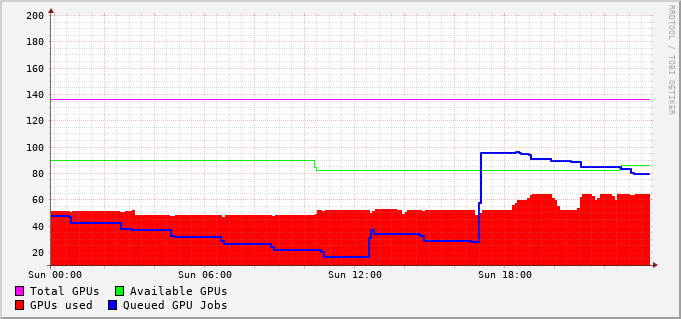 200
180
160
140
120
100
80
60
40
20
Sun 00:00 Sun 06:00 Sun 12:00 Sun 18:00
Total GPUs Available GPUs
GPUs used Queued GPU Jobs
RRDTOOL / TOBI OETIKER